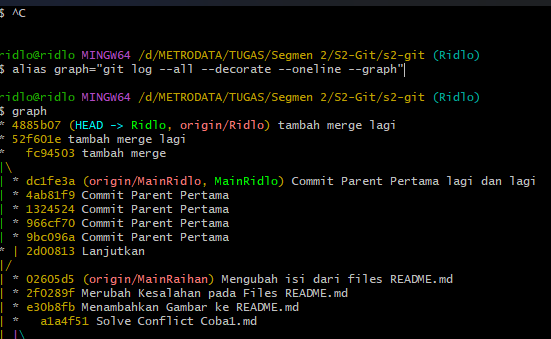 $ ^C
ridlo@ridlo MINGW64 /d/METRODATA/TUGAS/Segmen 2/S2-Git/s2-git (Ridlo)
$ alias graph="git log --all --decorate --oneline --graph"
ridlo@ridlo MINGW64 /d/METRODATA/TUGAS/Segmen 2/S2-Git/s2-git (Ridlo)
$ graph
* 4885b07 (HEAD -> Ridlo, origin/Ridlo) tambah merge lagi
* 52f601e tambah merge lagi
*   fc94503 tambah merge
|\
| * dc1fe3a (origin/MainRidlo, MainRidlo) Commit Parent Pertama lagi dan lagi
| * 4ab81f9 Commit Parent Pertama
| * 1324524 Commit Parent Pertama
| * 966cf70 Commit Parent Pertama
| * 9bc096a Commit Parent Pertama
* | 2d00813 Lanjutkan
|/
| * 02605d5 (origin/MainRaihan) Mengubah isi dari files README.md
| * 2f0289f Merubah Kesalahan pada Files README.md
| * e30b8fb Menambahkan Gambar ke README.md
| *   a1a4f51 Solve Conflict Coba1.md
| |\